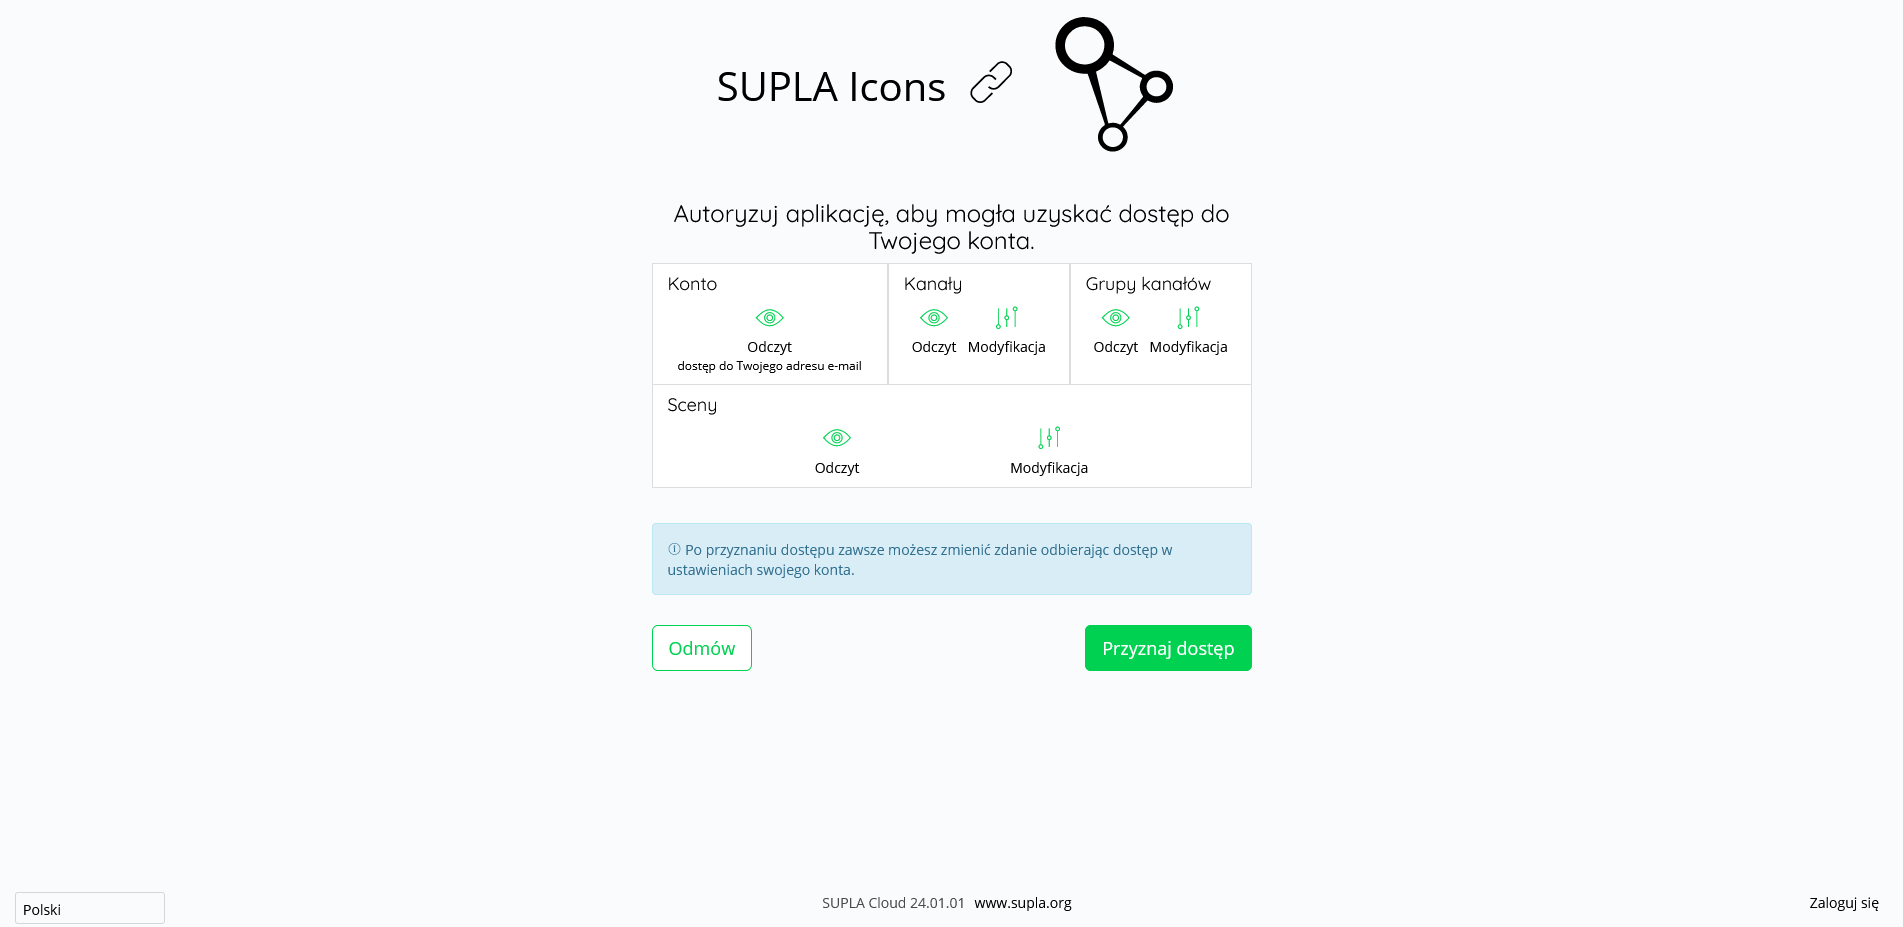 SUPLA Icons
Autoryzuj aplikację, aby mogła uzyskać dostęp do
Twojego konta.
Konto
Odczyt
dostęp do Twojego adresu e-mail
Kanały
Odczyt Modyfikacja
Grupy kanałów
Odczyt Modyfikacja
Sceny
Odczyt Modyfikacja
Po przyznaniu dostępu zawsze możesz zmienić zdanie odbierając dostęp w
ustawieniach swojego konta.
Odmów
Przyznaj dostęp
Polski
SUPLA Cloud 24.01.01 www.supla.org
Zaloguj się